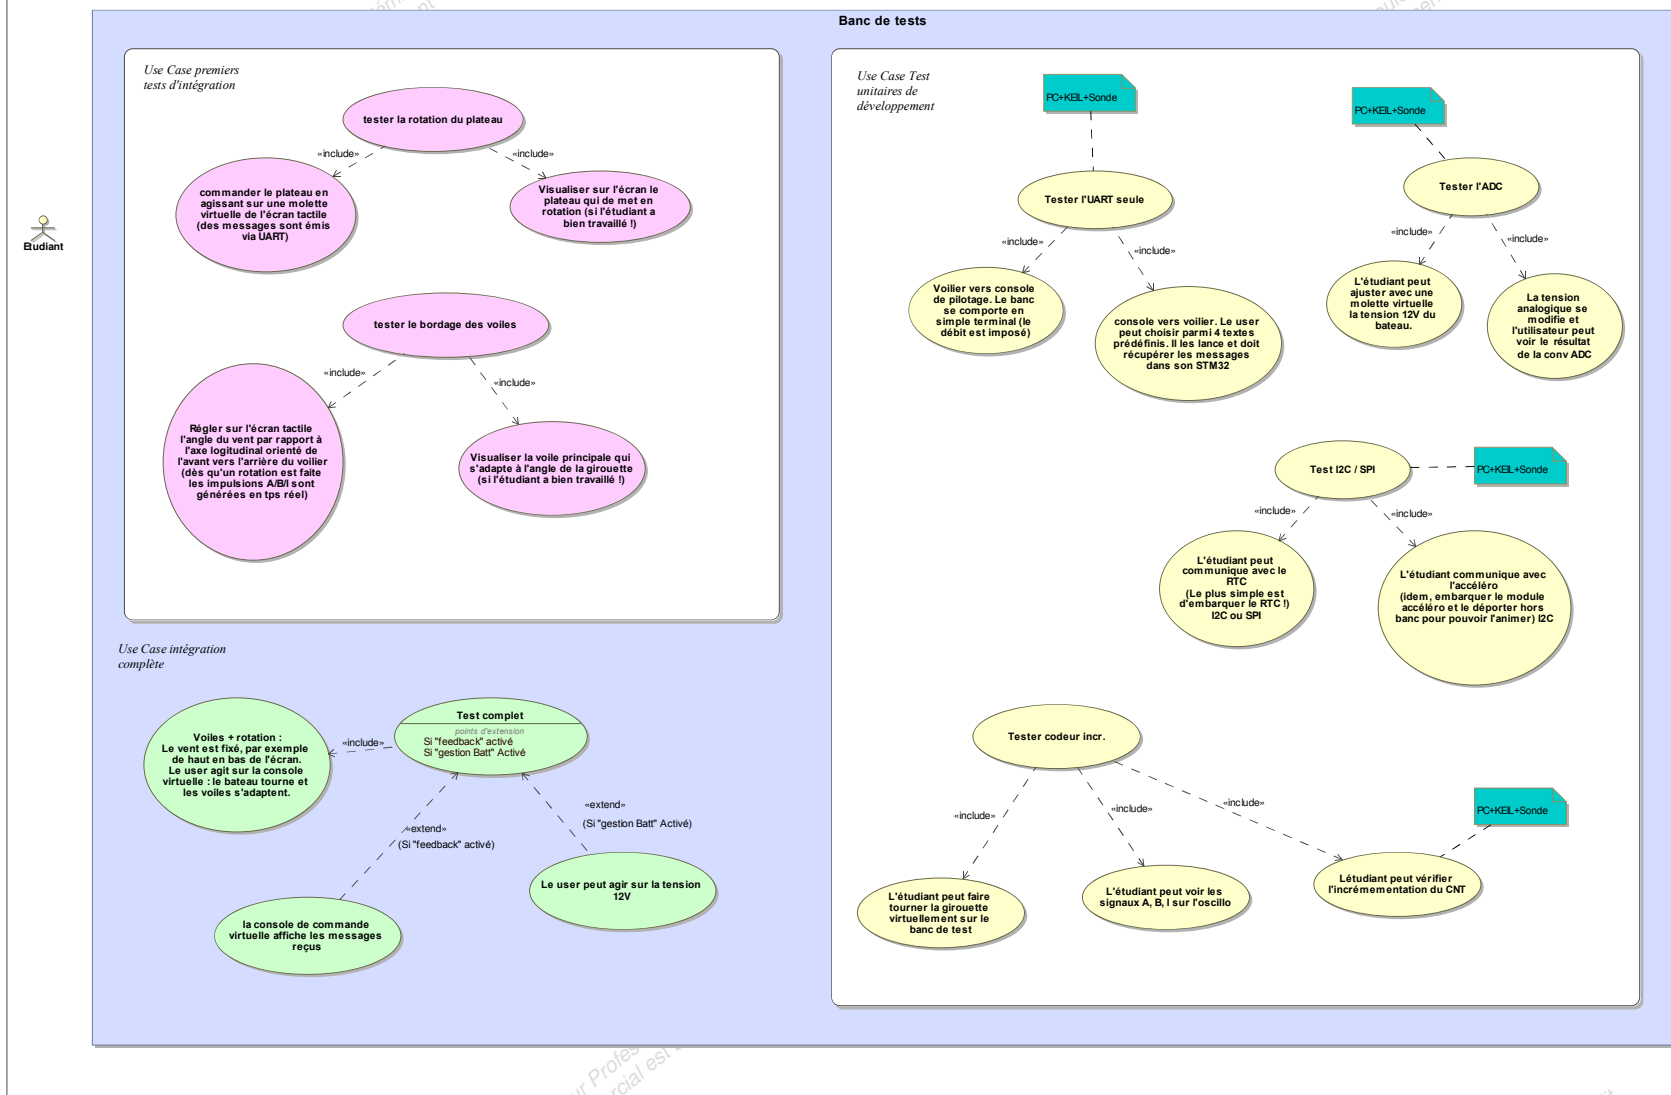 Banc de tests
Etudiant
Use Case premiers
tests d'intégration
tester la rotation du plateau
«include»
«include»
commander le plateau en
agissant sur une molette
virtuelle de l'écran tactile
(des messages sont émis
via UART)
Visualiser sur l'écran le
plateau qui de met en
rotation (si l'étudiant a
bien travaillé !)
tester le bordage des voiles
«include»
«include»
Régler sur l'écran tactile
l'angle du vent par rapport à
l'axe logitudinal orienté de
l'avant vers l'arrière du voilier
(dès qu'un rotation est faite
les impulsions A/B/I sont
générées en tps réel)
Visualiser la voile principale qui
s'adapte à l'angle de la girouette
(si l'étudiant a bien travaillé !)
Use Case intégration
complète
Voiles + rotation :
Le vent est fixé, par exemple
de haut en bas de l'écran.
Le user agit sur la console
virtuelle : le bateau tourne et
les voiles s'adaptent.
«include»
Test complet
points d'extension
Si "feedback" activé
Si "gestion Batt" Activé
«extend»
(Si "feedback" activé)
«extend»
(Si "gestion Batt" Activé)
la console de commande
virtuelle affiche les messages
reçus
Le user peut agir sur la tension
12V
Use Case Test
unitaires de
développement
PC+KEIL+Sonde
Tester l'UART seule
«include»
«include»
Voilier vers console
de pilotage. Le banc
se comporte en
simple terminal (le
débit est imposé)
console vers voilier. Le user
peut choisir parmi 4 textes
prédéfinis. Il les lance et doit
récupérer les messages
dans son STM32
PC+KEIL+Sonde
Tester l'ADC
«include»
«include»
L'étudiant peut
ajuster avec une
molette virtuelle
la tension 12V du
bateau.
La tension
analogique se
modifie et
l'utilisateur peut
voir le résultat
de la conv ADC
Test I2C / SPI
PC+KEIL+Sonde
«include»
«include»
L'étudiant peut
communique avec le
RTC
(Le plus simple est
d'embarquer le RTC !)
I2C ou SPI
L'étudiant communique avec
l'accéléro
(idem, embarquer le module
accéléro et le déporter hors
banc pour pouvoir l'animer) I2C
Tester codeur incr.
«include»
«include»
«include»
PC+KEIL+Sonde
L'étudiant peut faire
tourner la girouette
virtuellement sur le
banc de test
L'étudiant peut voir les
signaux A, B, I sur l'oscillo
Létudiant peut vérifier
l'incrémementation du CNT